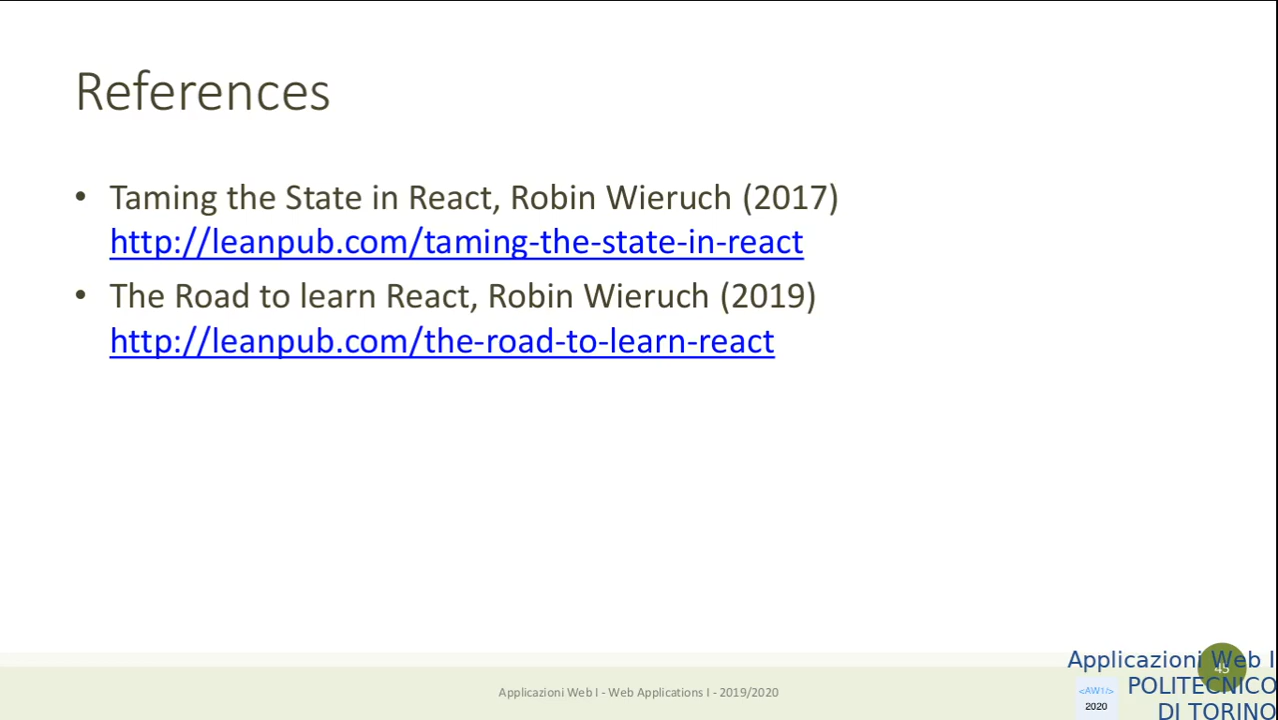 References
• Taming the State in React, Robin Wieruch (2017)
http://leanpub.com/taming-the-state-in-react
• The Road to learn React, Robin Wieruch (2019)
http://leanpub.com/the-road-to-learn-react
Applicazioni Web I - Web Applications I - 2019/2020
Applicazioni Web I
POLITECNICO
DI TORINO
<AW1/>
2020